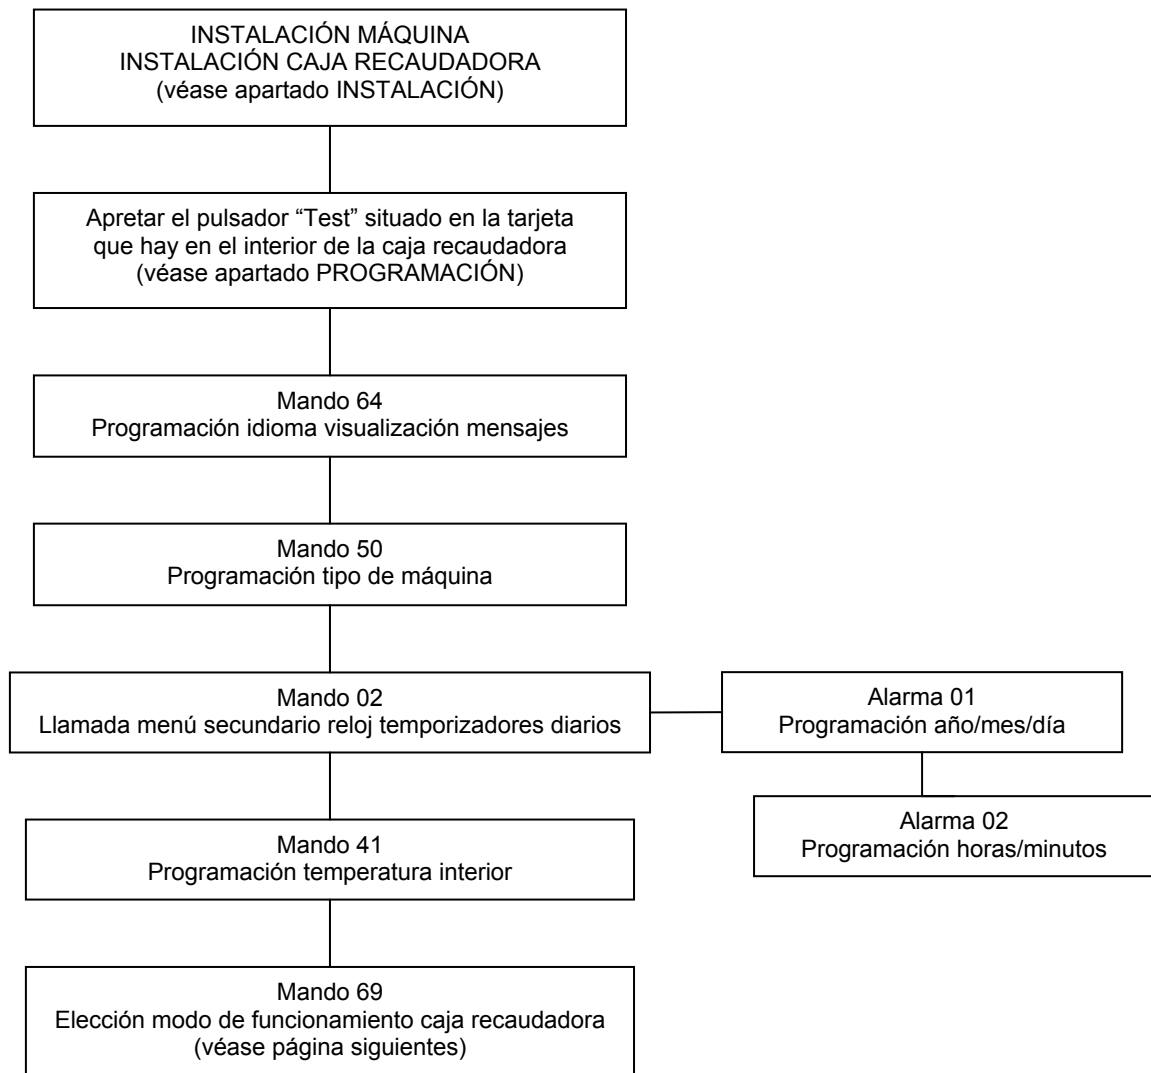 INSTALACIÓN MÁQUINA
INSTALACIÓN CAJA RECAUDADORA
(véase apartado INSTALACIÓN)
Apretar el pulsador “Test” situado en la tarjeta
que hay en el interior de la caja recaudadora
(véase apartado PROGRAMACIÓN)
Mando 64
Programación idioma visualización mensajes
Mando 50
Programación tipo de máquina
Mando 02
Llamada menú secundario reloj temporizadores diarios
Alarma 01
Programación año/mes/día
Alarma 02
Programación horas/minutos
Mando 41
Programación temperatura interior
Mando 69
Elección modo de funcionamiento caja recaudadora
(véase página siguientes)